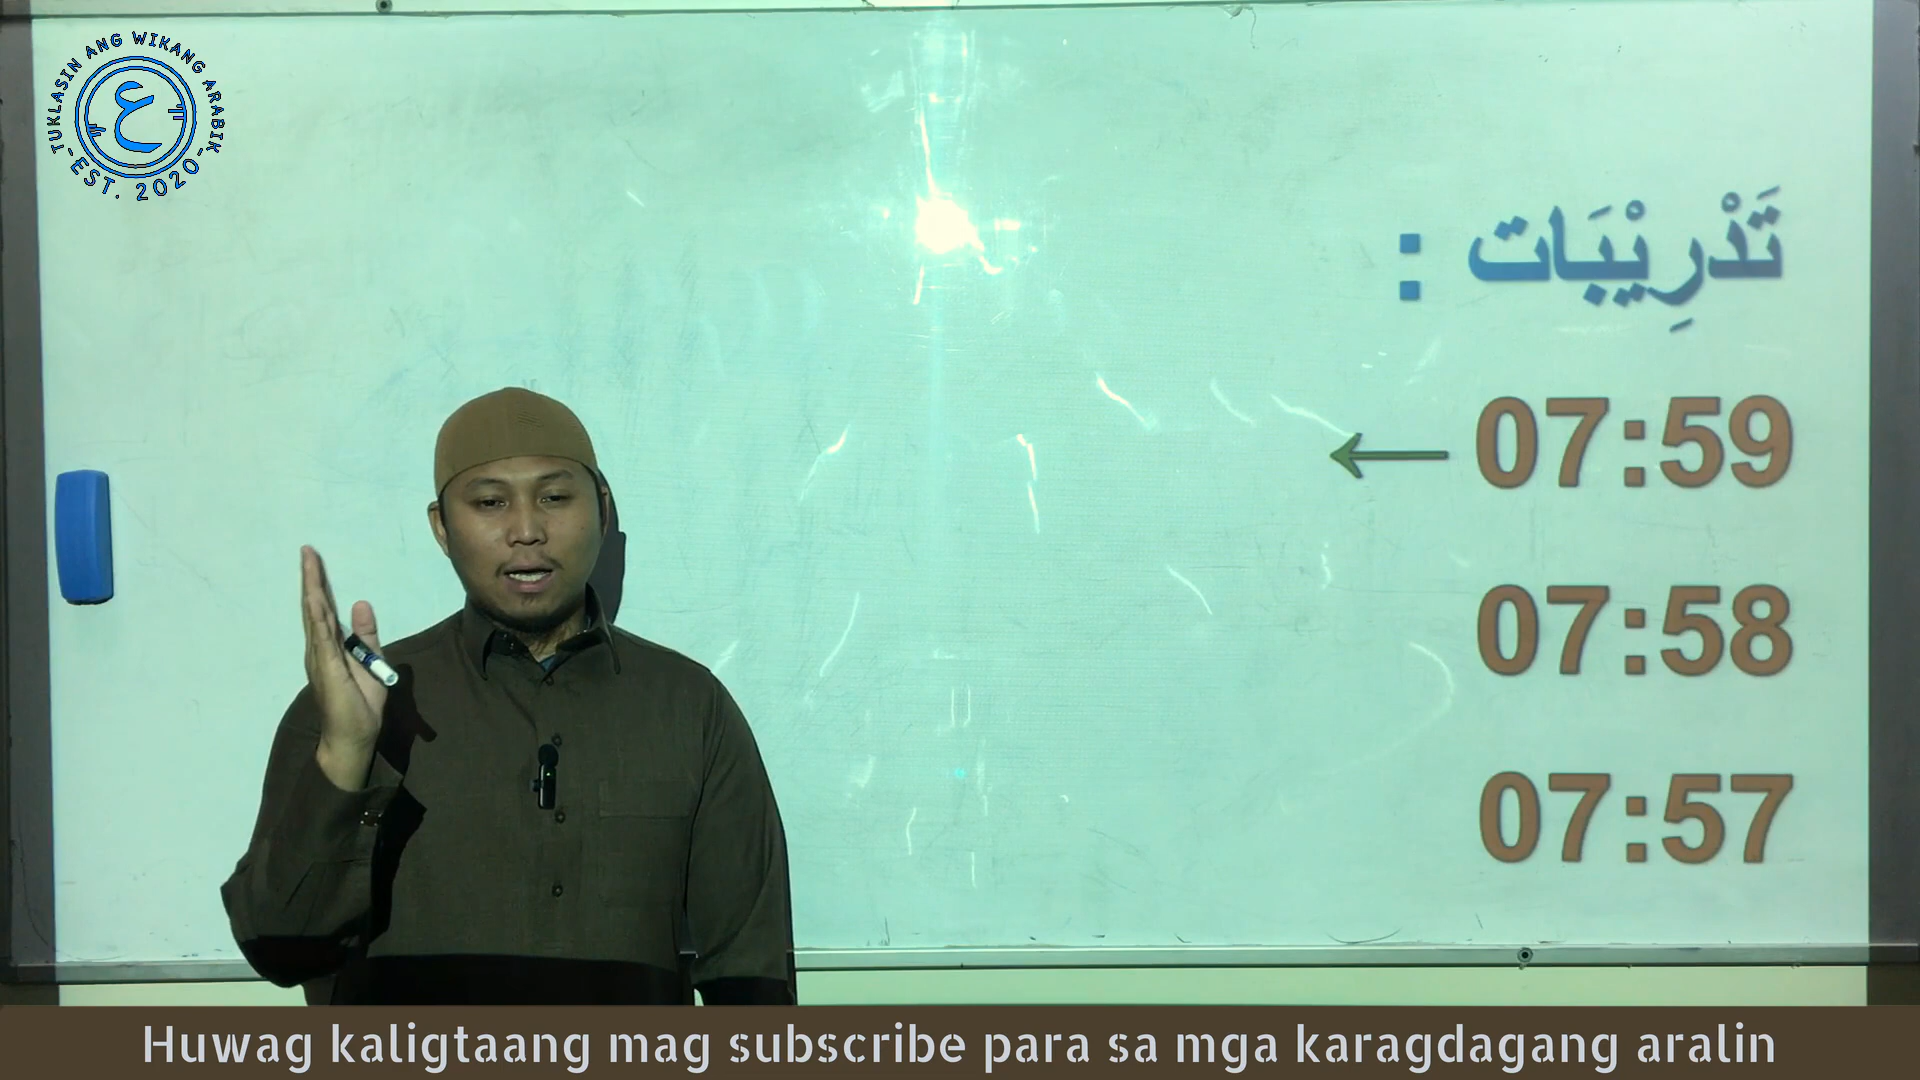 TUKLASIN ANG WIKANG ARABIK
ع
-EST. 2020-
تَدْرِيْبَات :
07:59 ←
07:58
07:57
Huwag kaligtaang mag subscribe para sa mga karagdagang aralin